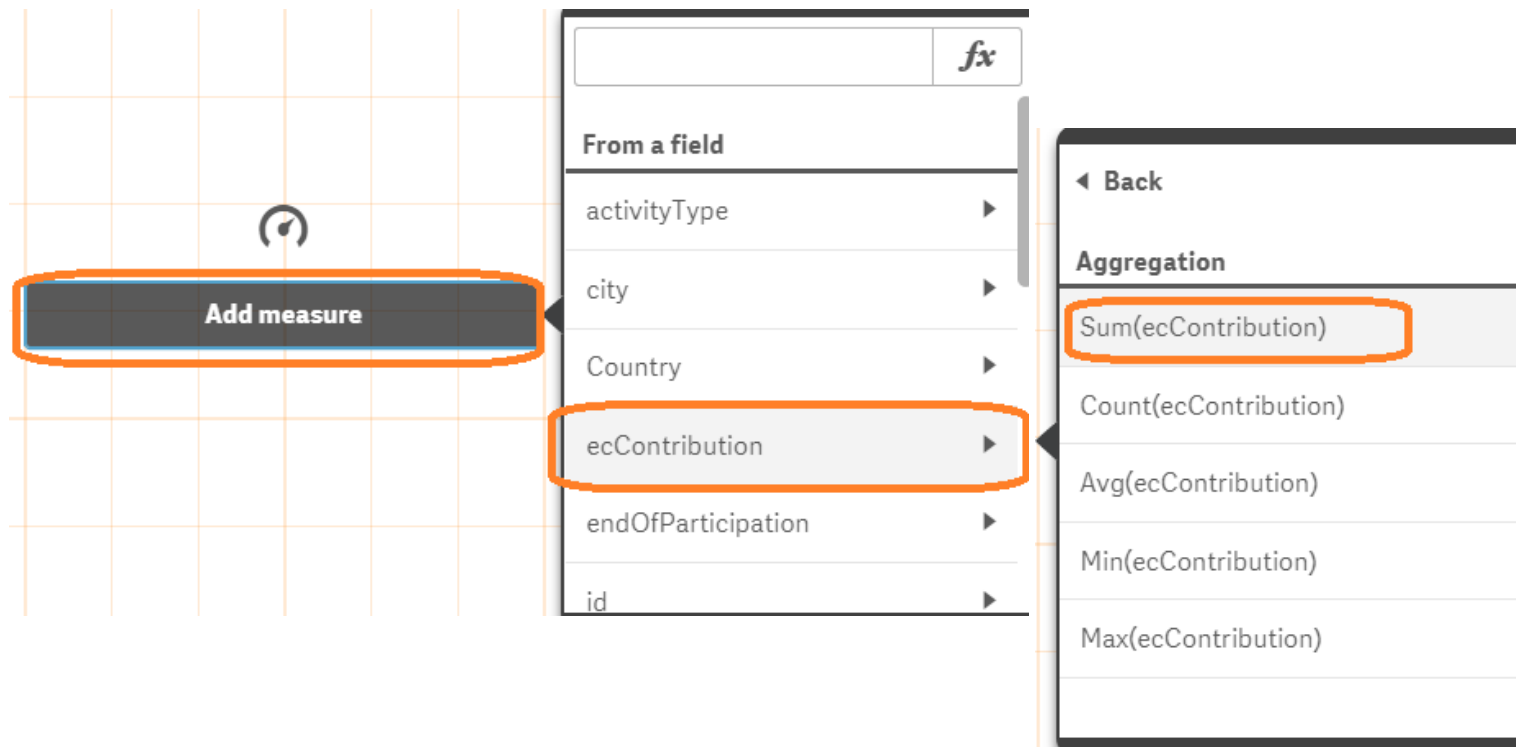 Add measure
fx
From a field
activityType
city
Country
ecContribution
endOfParticipation
id
Back
Aggregation
Sum(ecContribution)
Count(ecContribution)
Avg(ecContribution)
Min(ecContribution)
Max(ecContribution)